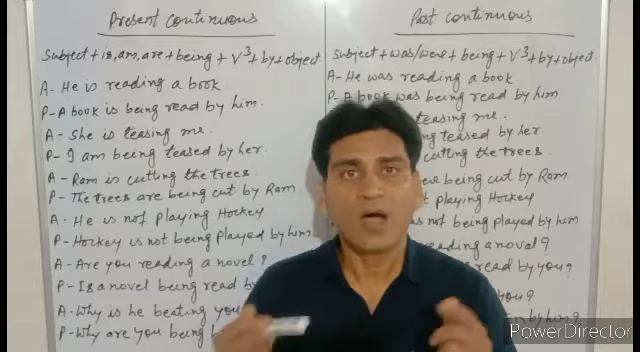 Present continuous
Subject + is, am, are + being + V³ + by + object
A - He is reading a book.
P - A book is being read by him.
A - She is teasing me.
P - I am being teased by her.
A - Ram is cutting the trees
P - The trees are being cut by Ram
A - He is not playing Hockey
P - Hockey is not being played by him
A - Are you reading a novel?
P - Is a novel being read by
A - Why is he beating you
P - Why are you being
Past continuous
Subject + was/were + being + V³ + by + object
A - He was reading a book
P - A book was being read by him
teasing me.
teased by her.
cutting the trees
being cut by Ram
playing Hockey
not being played by him
reading a novel?
read by you?
you?
by him?
PowerDirector